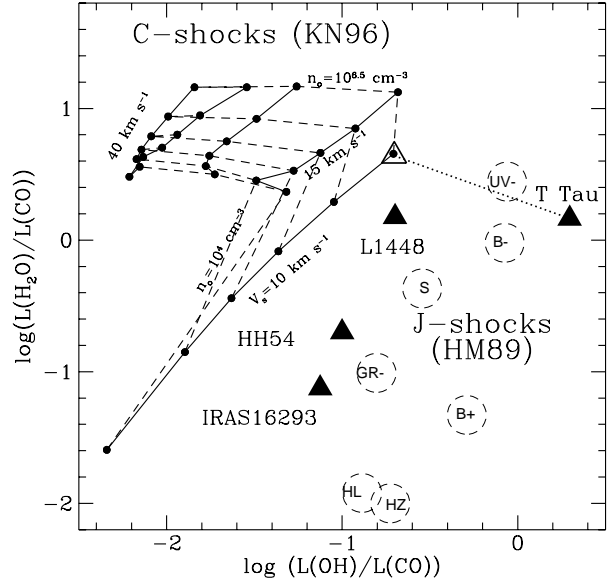 C-shocks (KN96)
n₀=10⁶·⁵ cm⁻³
40 km s⁻¹
15 km s⁻¹
n₀=10⁴ cm⁻³
Vₛ=10 km s⁻¹
UV-
T Tau
L1448
B-
S
J-shocks
(HM89)
HH54
GR-
IRAS16293
B+
HL
HZ
1
0
−1
−2
log(L(H₂O)/L(CO))
−2
−1
0
log (L(OH)/L(CO))